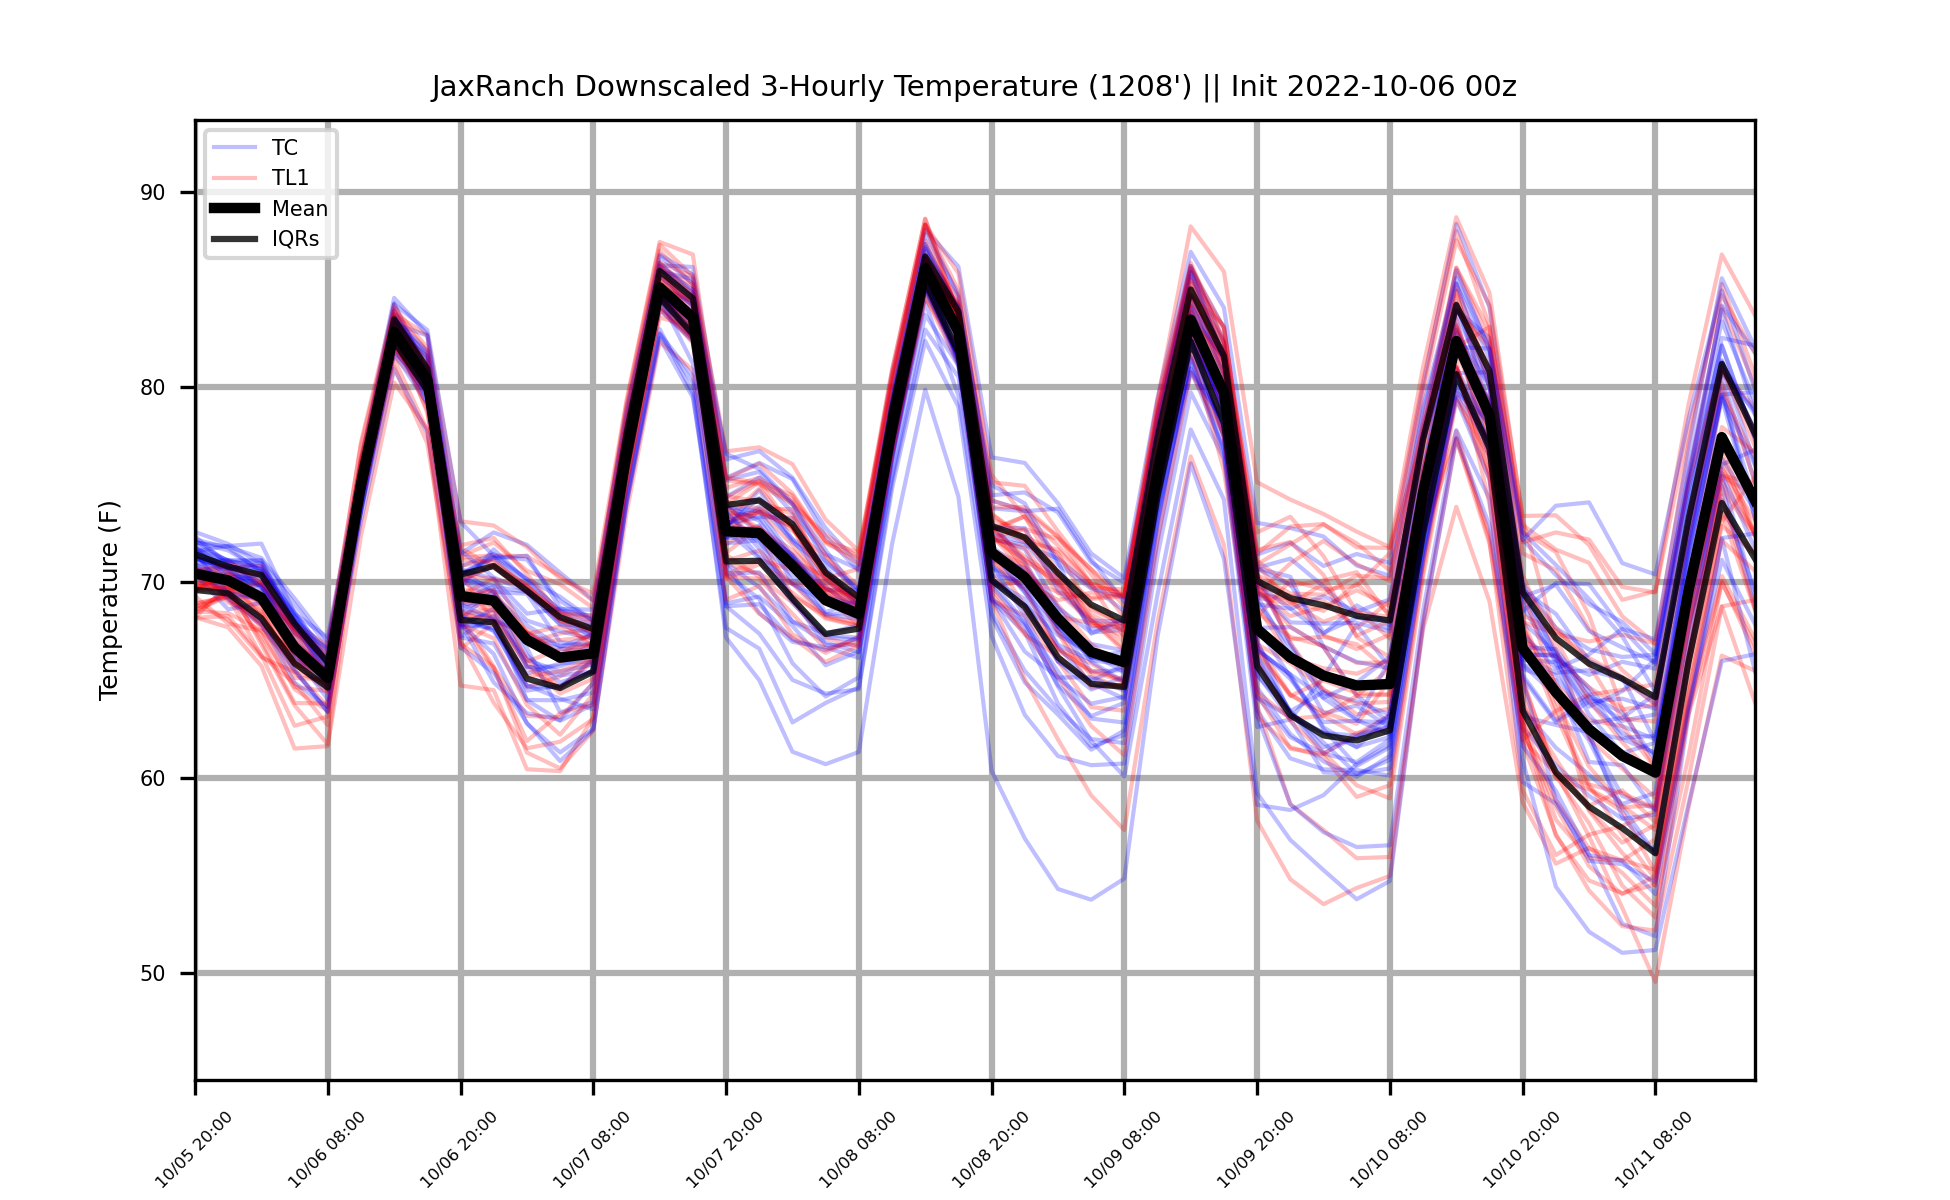 JaxRanch Downscaled 3-Hourly Temperature (1208') || Init 2022-10-06 00z
TC
TL1
Mean
IQRs
Temperature (F)
90
80
70
60
50
10/05 20:00
10/06 08:00
10/06 20:00
10/07 08:00
10/07 20:00
10/08 08:00
10/08 20:00
10/09 08:00
10/09 20:00
10/10 08:00
10/10 20:00
10/11 08:00